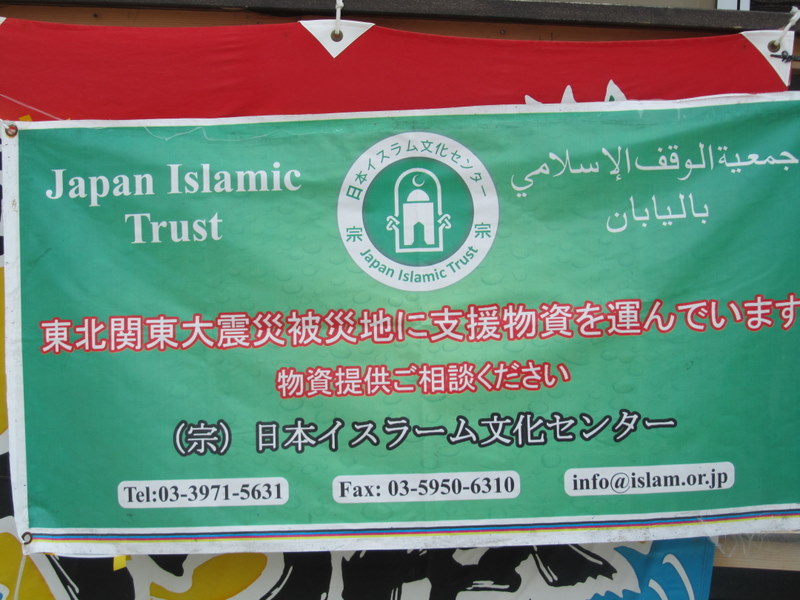 Japan Islamic
Trust
日本イスラム文化センター
宗 宗
Japan Islamic Trust
جمعية الوقف الإسلامي
باليابان
東北関東大震災被災地に支援物資を運んでいます
物資提供ご相談ください
（宗）日本イスラーム文化センター
Tel:03-3971-5631
Fax: 03-5950-6310
info@islam.or.jp